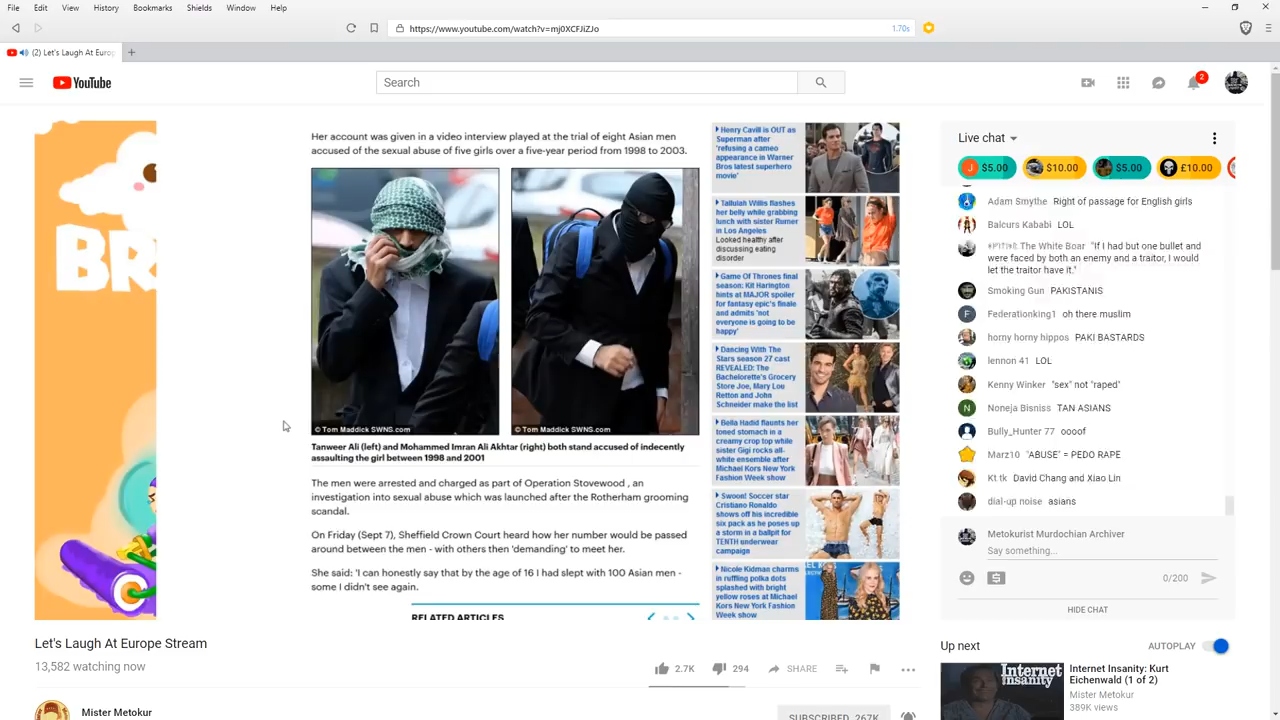 File Edit View History Bookmarks Shields Window Help
https://www.youtube.com/watch?v=mj0XCFJiZJo 1.70s
(2) Let's Laugh At Europ
YouTube
Search
2
BR
Her account was given in a video interview played at the trial of eight Asian men
accused of the sexual abuse of five girls over a five-year period from 1998 to 2003.
© Tom Maddick SWNS.com
© Tom Maddick SWNS.com
Tanweer Ali (left) and Mohammed Imran Ali Akhtar (right) both stand accused of indecently
assaulting the girl between 1998 and 2001
The men were arrested and charged as part of Operation Stovewood , an
investigation into sexual abuse which was launched after the Rotherham grooming
scandal.
On Friday (Sept 7), Sheffield Crown Court heard how her number would be passed
around between the men - with others then 'demanding' to meet her.
She said: 'I can honestly say that by the age of 16 I had slept with 100 Asian men -
some I didn't see again.
RELATED ARTICLES
Henry Cavill is OUT as
Superman after
'refusing a cameo
appearance in Warner
Bros latest superhero
movie'
Tallulah Willis flashes
her belly while grabbing
lunch with sister Rumer
in Los Angeles
Looked healthy after
discussing eating
disorder
Game Of Thrones final
season: Kit Harington
hints at MAJOR spoiler
for fantasy epic's finale
and admits 'not
everyone is going to be
happy'
Dancing With The
Stars season 27 cast
REVEALED: The
Bachelorette's Grocery
Store Joe, Mary Lou
Retton and John
Schneider make the list
Bella Hadid flaunts her
toned stomach in a
creamy crop top while
sister Gigi rocks all-
white ensemble after
Michael Kors New York
Fashion Week show
Swoon! Soccer star
Cristiano Ronaldo
shows off his incredible
six pack as he poses up
a storm in a ballpit for
TENTH underwear
campaign
Nicole Kidman charms
in ruffling polka dots
splashed with bright
yellow roses at Michael
Kors New York Fashion
Week show
Live chat
J $5.00 $10.00 $5.00 £10.00
Adam Smythe Right of passage for English girls
Balcurs Kababi LOL
The White Boar "If I had but one bullet and
were faced by both an enemy and a traitor, I would
let the traitor have it."
Smoking Gun PAKISTANIS
F Federationking1 oh there muslim
horny horny hippos PAKI BASTARDS
lennon 41 LOL
Kenny Winker "sex" not "raped"
N Noneja Bisniss TAN ASIANS
Bully_Hunter 77 oooof
Marz10 "ABUSE" = PEDO RAPE
Kt tk David Chang and Xiao Lin
dial-up noise asians
Metokurist Murdochian Archiver
Say something...
0/200
HIDE CHAT
Let's Laugh At Europe Stream
13,582 watching now
2.7K 294 SHARE
Mister Metokur
SUBSCRIBED 267K
Up next AUTOPLAY
Internet
insanity
Internet Insanity: Kurt
Eichenwald (1 of 2)
Mister Metokur
389K views